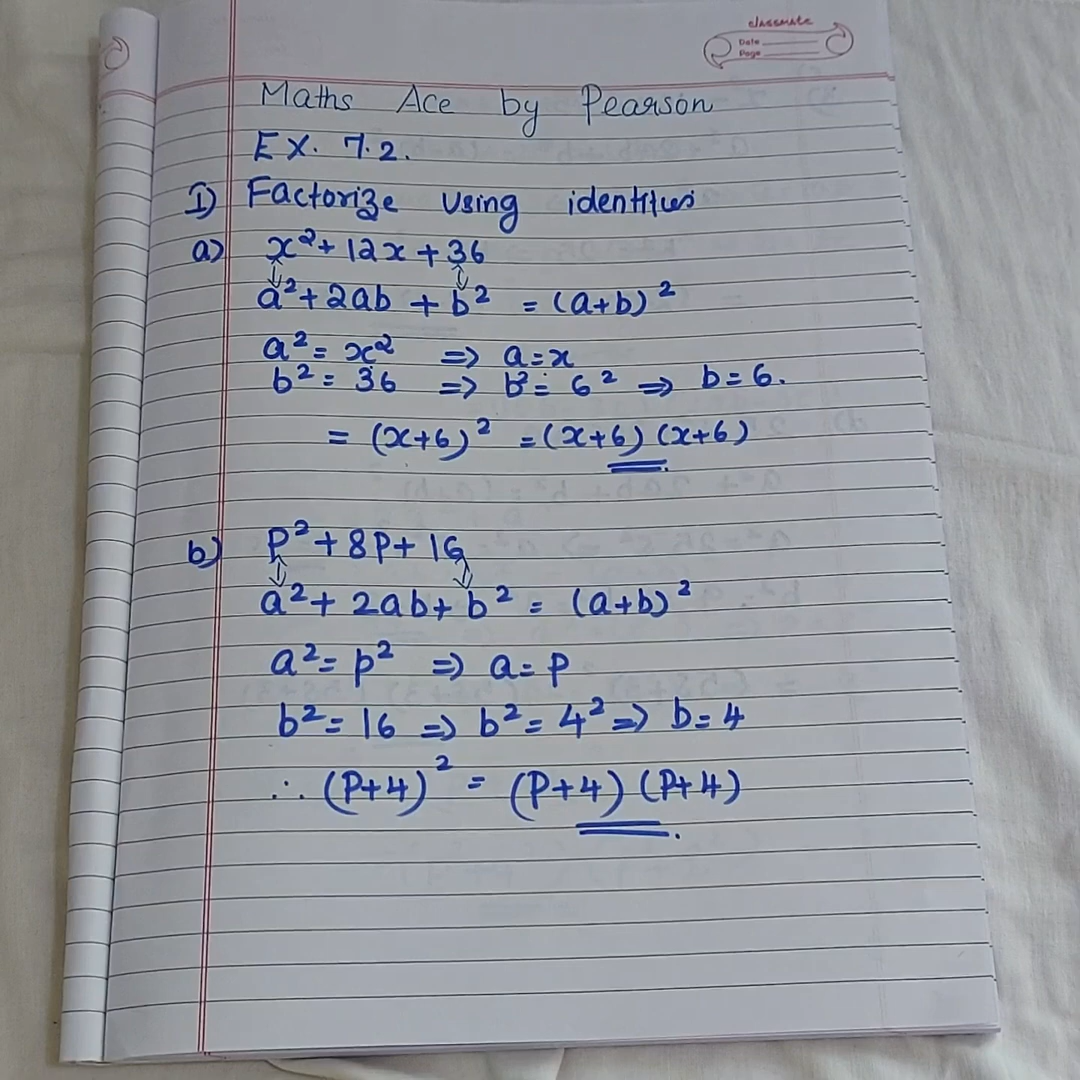 classmate
Date
Page
Maths Ace by Pearson
EX. 7.2.
1) Factorize using identities
a) x²+12x+36
a²+2ab+b² = (a+b)²
a²=x² => a=x
b²=36 => b²=6² => b=6.
= (x+6)² =(x+6)(x+6)
b) P²+8P+16
a²+2ab+b² = (a+b)²
a²=p² => a=p
b²=16 => b²=4² => b=4
∴ (P+4)² = (P+4)(P+4).